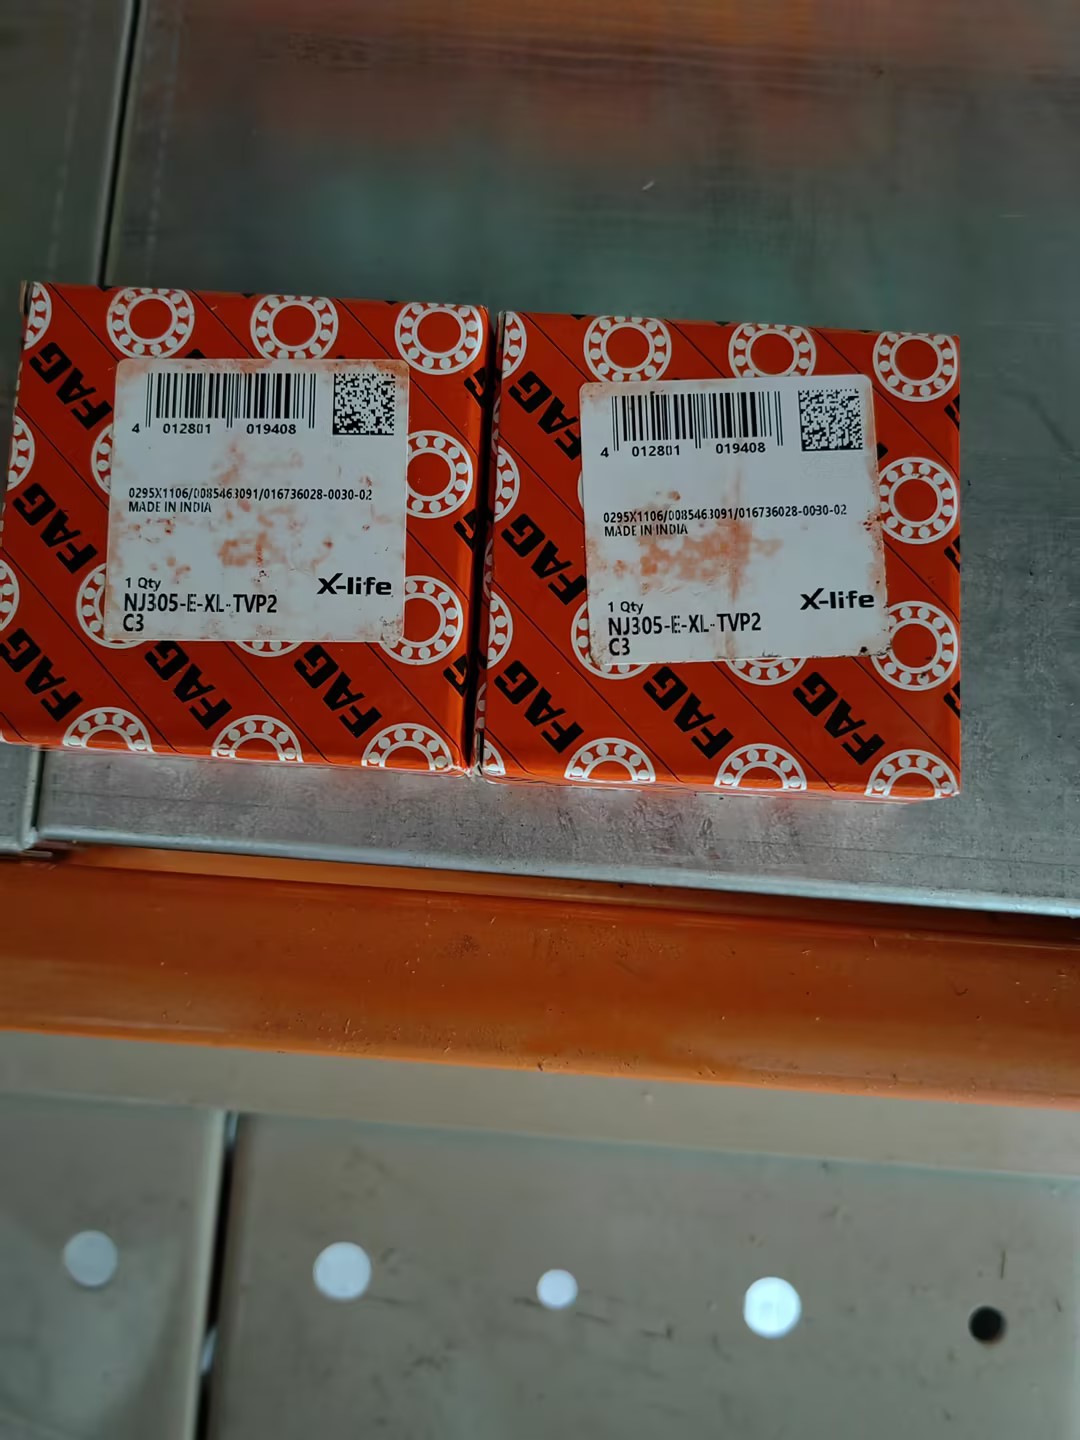 4 012801 019408
0295X1106/0085463091/016736028-0030-02
MADE IN INDIA
1 Qty
X-life
NJ305-E-XL-TVP2
C3
FAG
FAG
FAG
FAG
FAG
4 012801 019408
0295X1106/0085463091/016736028-0030-02
MADE IN INDIA
1 Qty
X-life
NJ305-E-XL-TVP2
C3
FAG
FAG
FAG
FAG
FAG